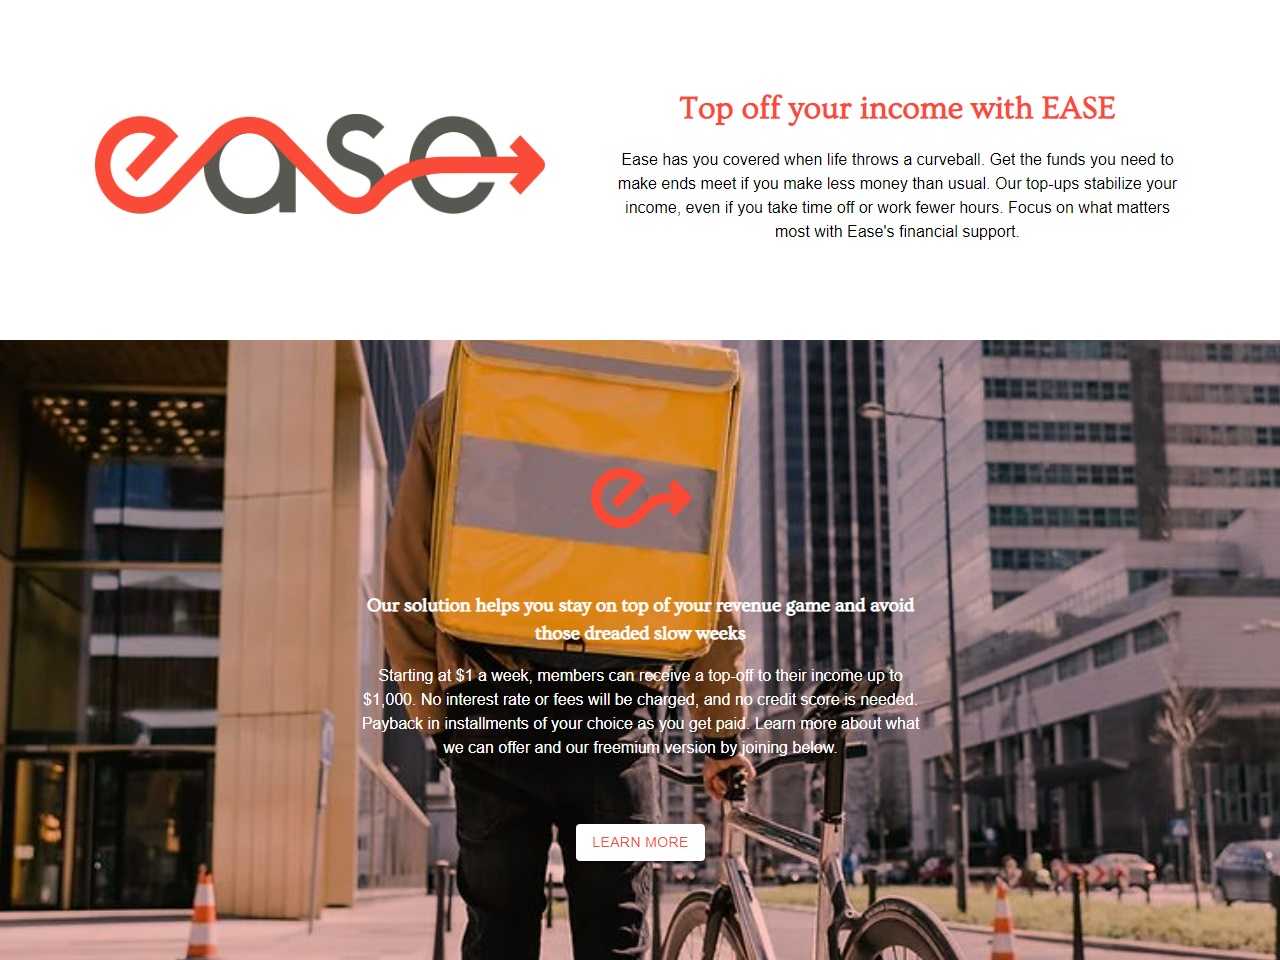 ease
Top off your income with EASE
Ease has you covered when life throws a curveball. Get the funds you need to
make ends meet if you make less money than usual. Our top-ups stabilize your
income, even if you take time off or work fewer hours. Focus on what matters
most with Ease's financial support.
e
Our solution helps you stay on top of your revenue game and avoid
those dreaded slow weeks
Starting at $1 a week, members can receive a top-off to their income up to
$1,000. No interest rate or fees will be charged, and no credit score is needed.
Payback in installments of your choice as you get paid. Learn more about what
we can offer and our freemium version by joining below.
LEARN MORE